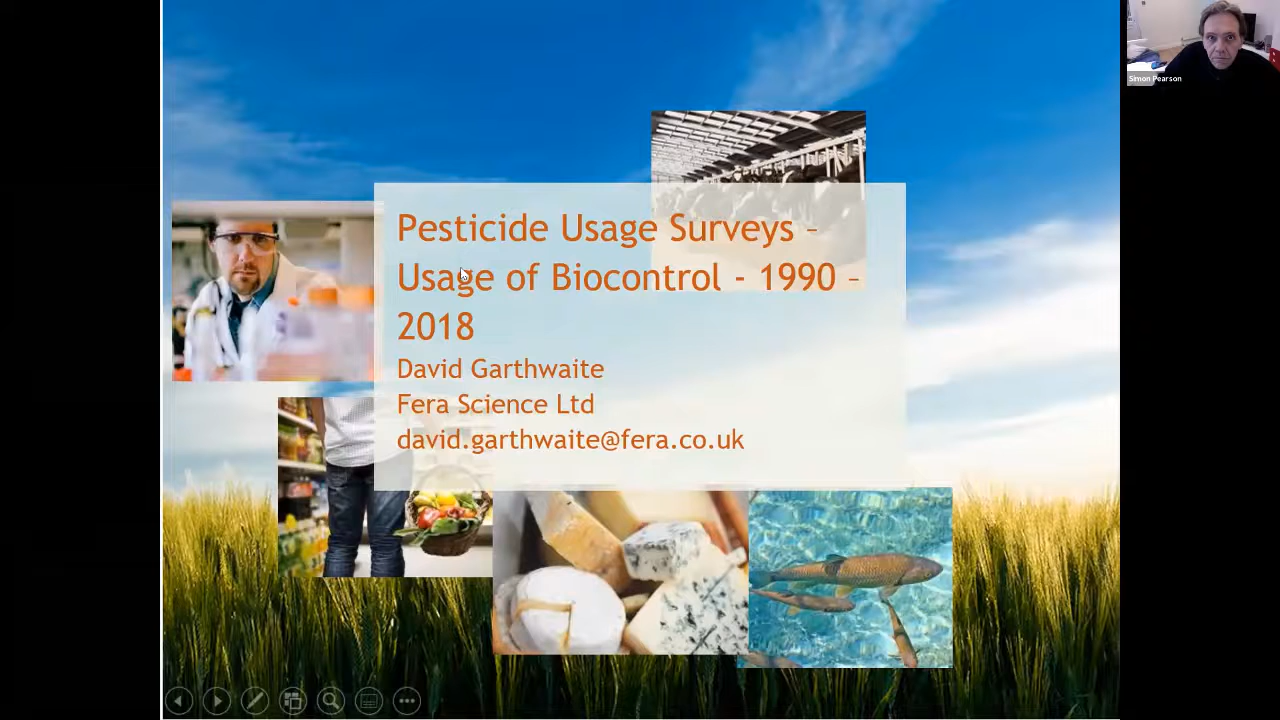 Simon Pearson
Pesticide Usage Surveys –
Usage of Biocontrol - 1990 –
2018
David Garthwaite
Fera Science Ltd
david.garthwaite@fera.co.uk